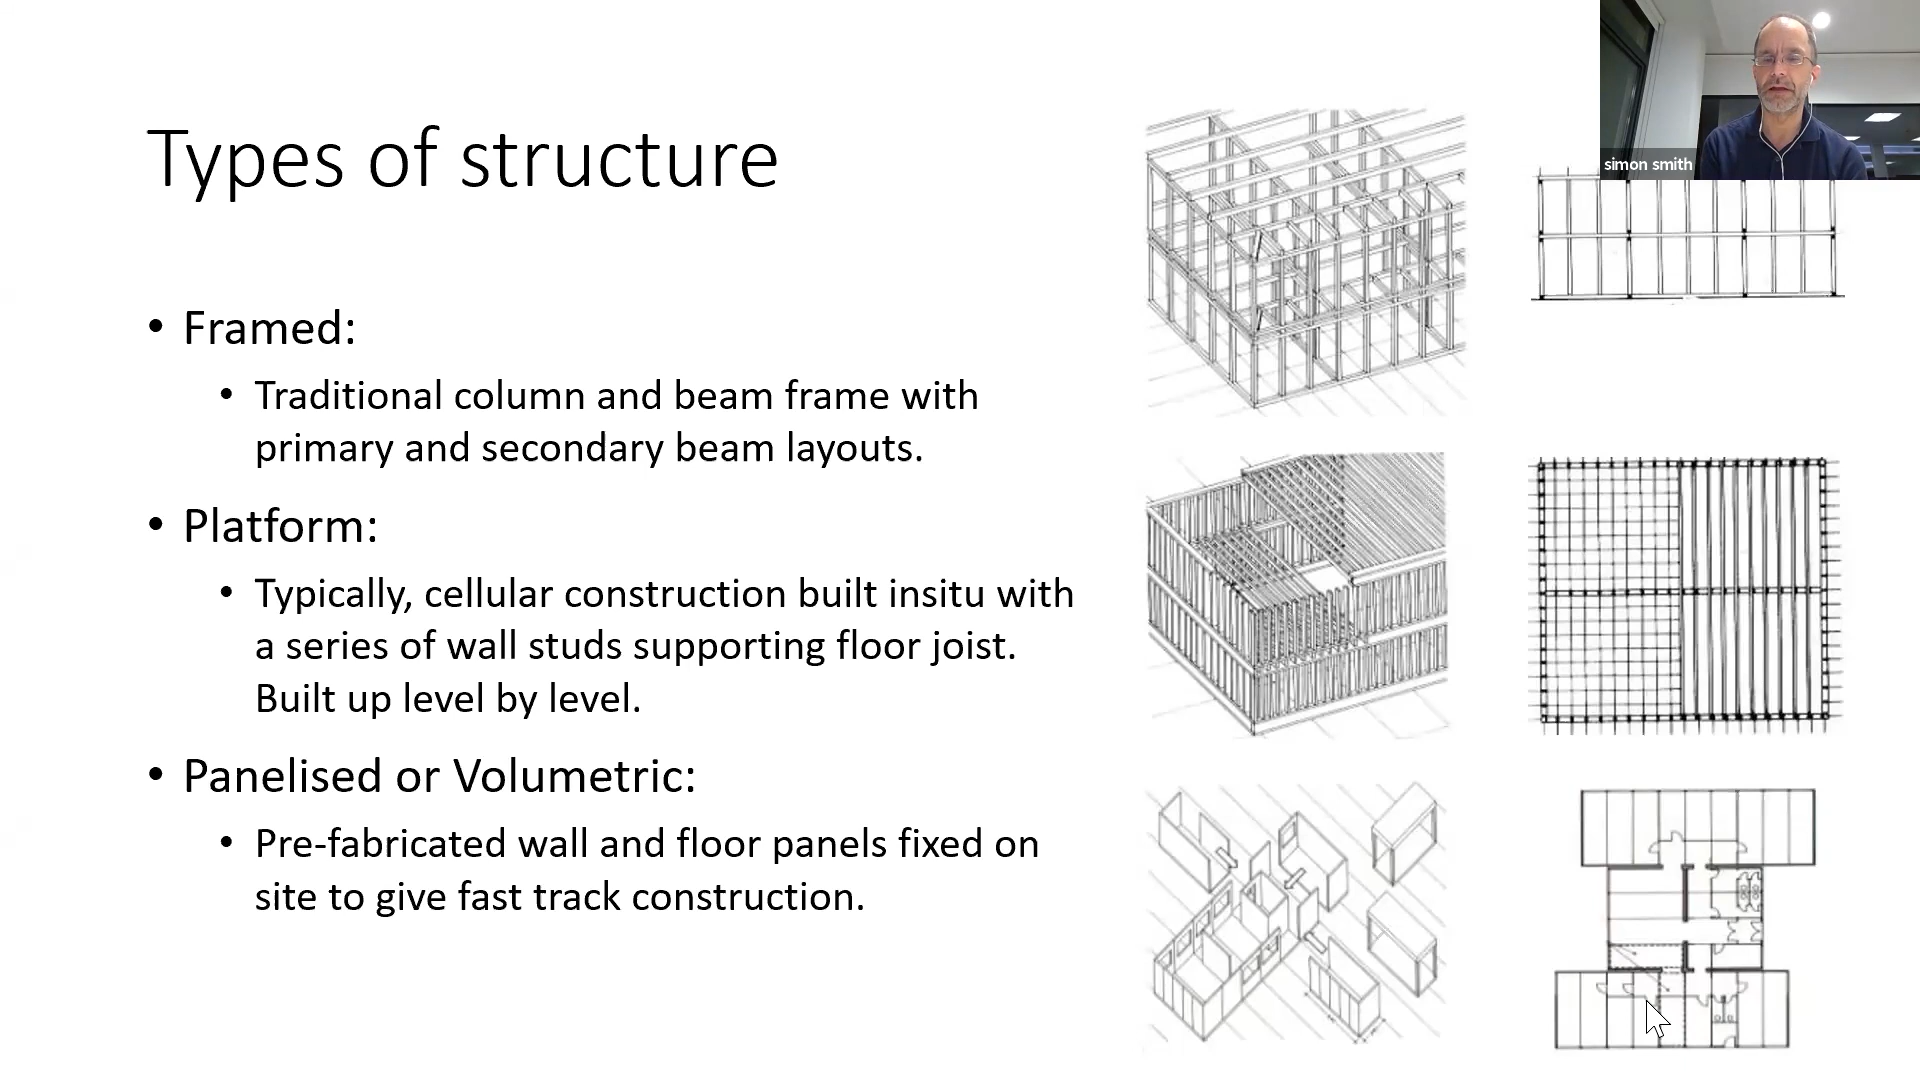 simon smith
Types of structure
• Framed:
• Traditional column and beam frame with
primary and secondary beam layouts.
• Platform:
• Typically, cellular construction built insitu with
a series of wall studs supporting floor joist.
Built up level by level.
• Panelised or Volumetric:
• Pre-fabricated wall and floor panels fixed on
site to give fast track construction.